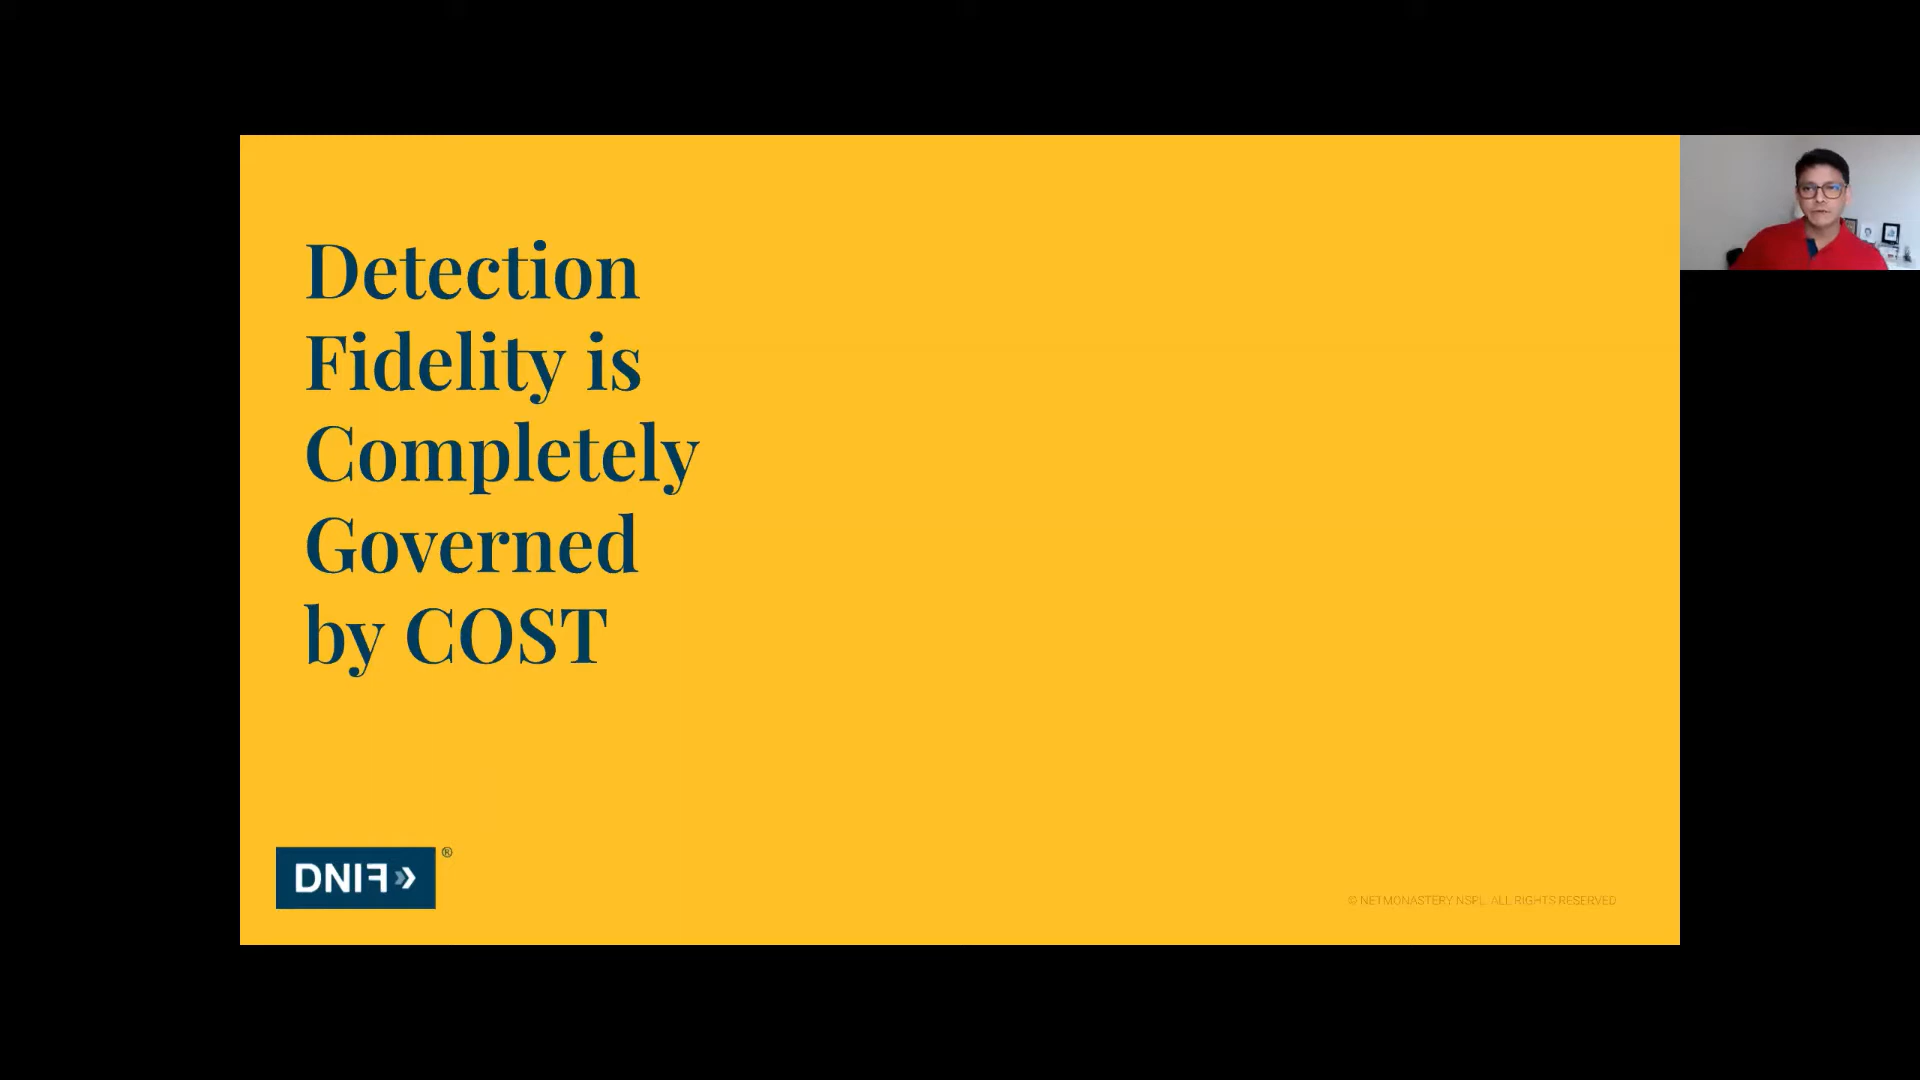 Detection
Fidelity is
Completely
Governed
by COST
DNIF
®
© NETMONASTERY NSPL. ALL RIGHTS RESERVED